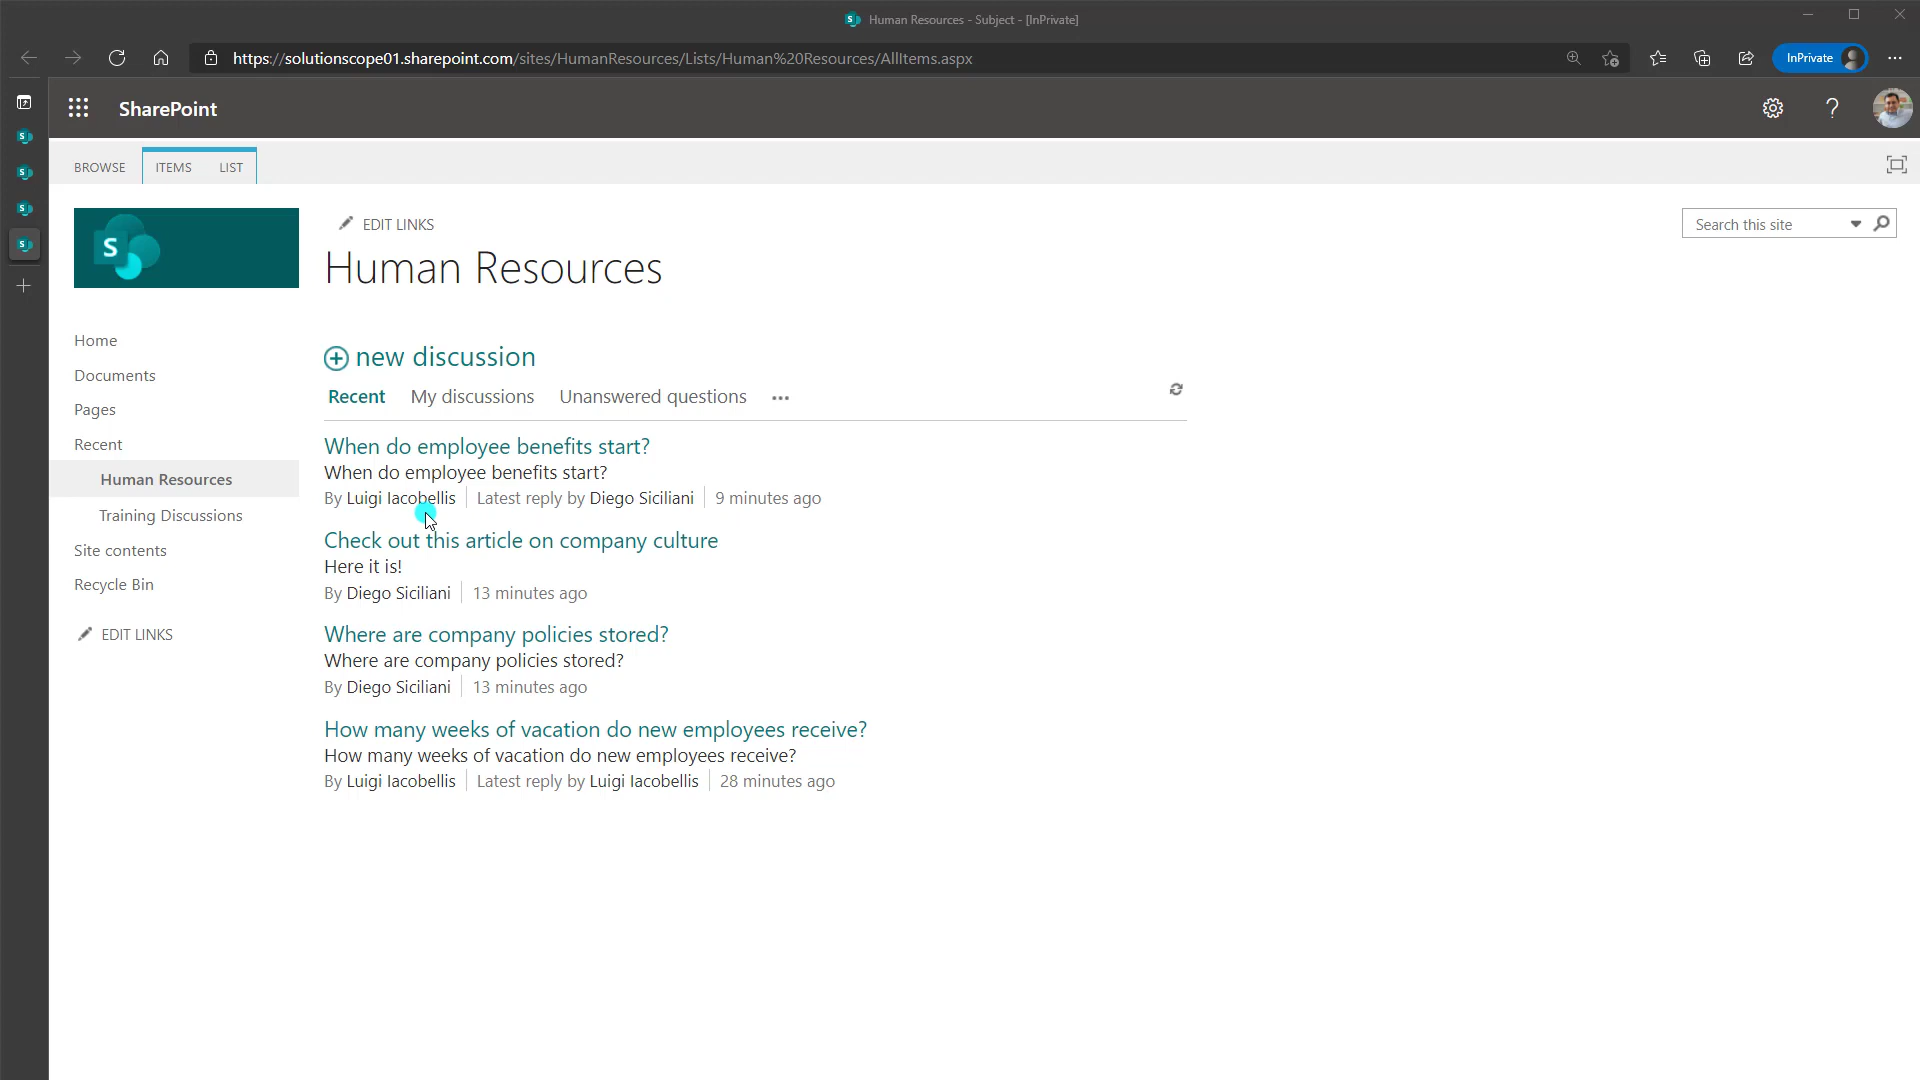 Human Resources - Subject - [InPrivate]
https://solutionscope01.sharepoint.com/sites/HumanResources/Lists/Human%20Resources/AllItems.aspx
InPrivate
SharePoint
BROWSE ITEMS LIST
EDIT LINKS
Search this site
Human Resources
Home
Documents
Pages
Recent
Human Resources
Training Discussions
Site contents
Recycle Bin
EDIT LINKS
new discussion
Recent My discussions Unanswered questions ...
When do employee benefits start?
When do employee benefits start?
By Luigi Iacobellis Latest reply by Diego Siciliani 9 minutes ago
Check out this article on company culture
Here it is!
By Diego Siciliani 13 minutes ago
Where are company policies stored?
Where are company policies stored?
By Diego Siciliani 13 minutes ago
How many weeks of vacation do new employees receive?
How many weeks of vacation do new employees receive?
By Luigi Iacobellis Latest reply by Luigi Iacobellis 28 minutes ago